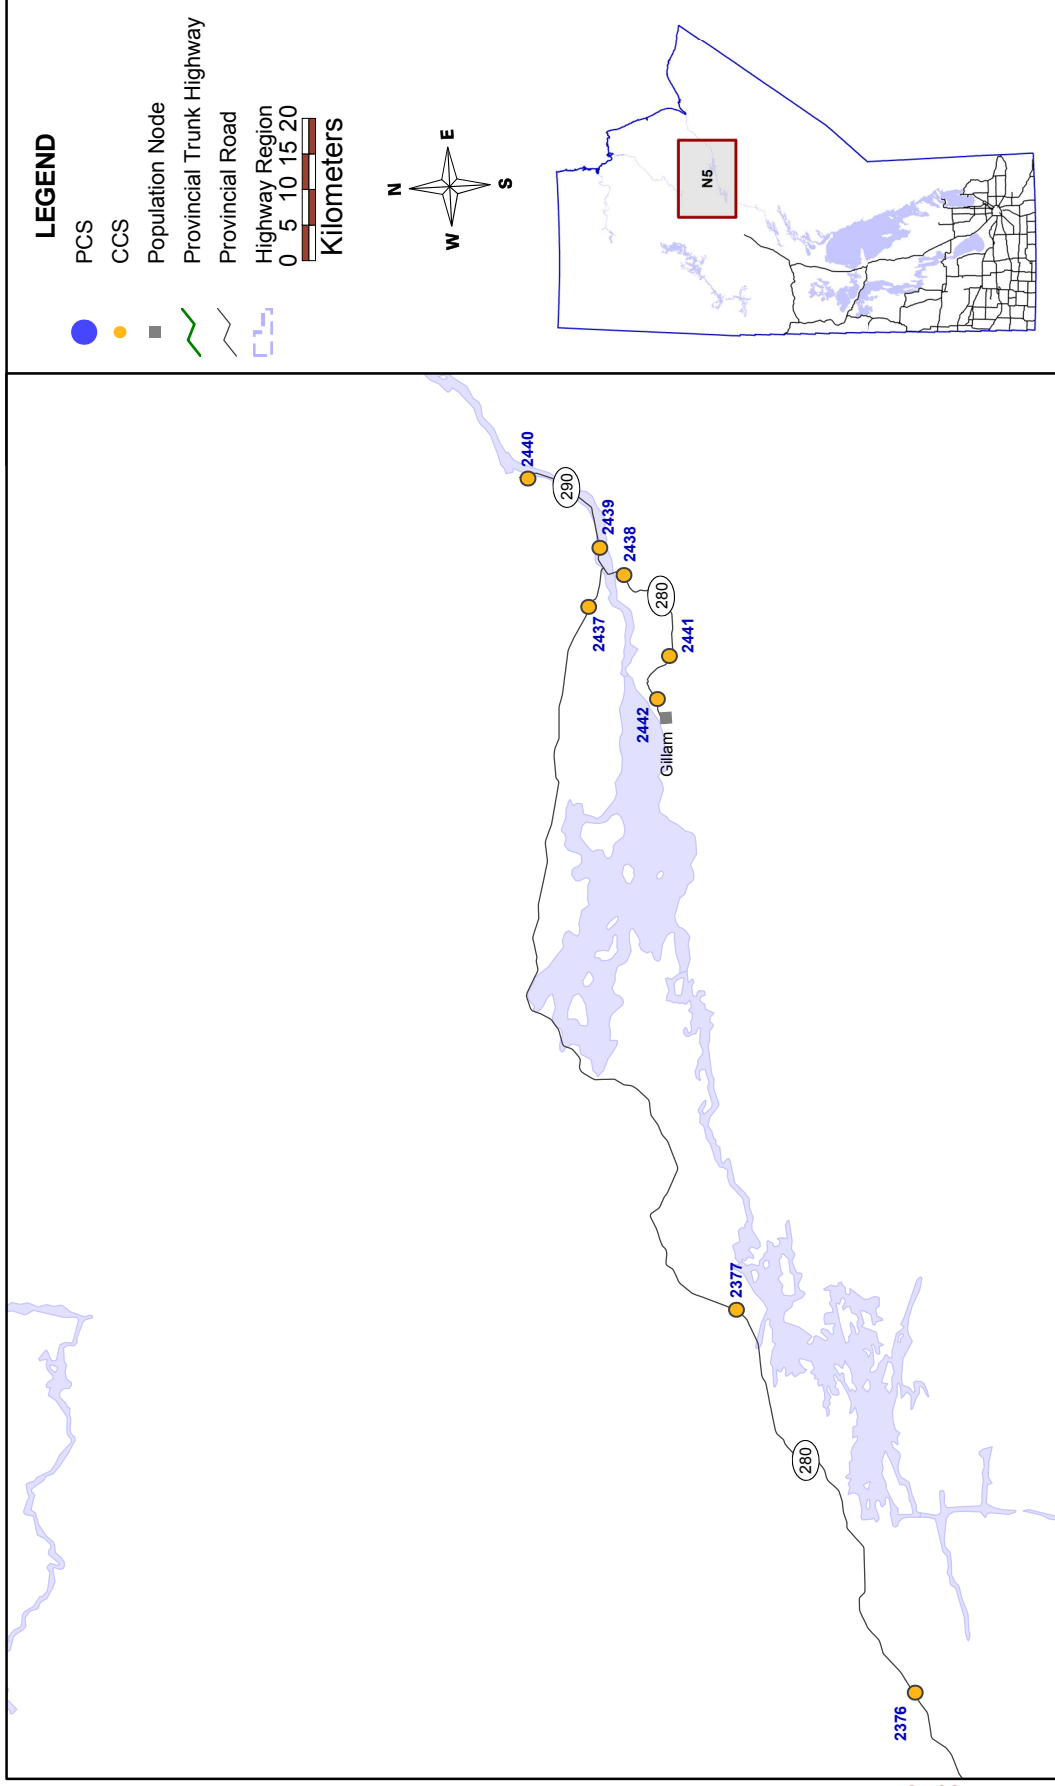 LEGEND
PCS
CCS
Population Node
Provincial Trunk Highway
Provincial Road
Highway Region
0 5 10 15 20
Kilometers
N
W E
S
N5
2440
290
2439
2438
2437
280
2441
2442
Gillam
2377
280
2376